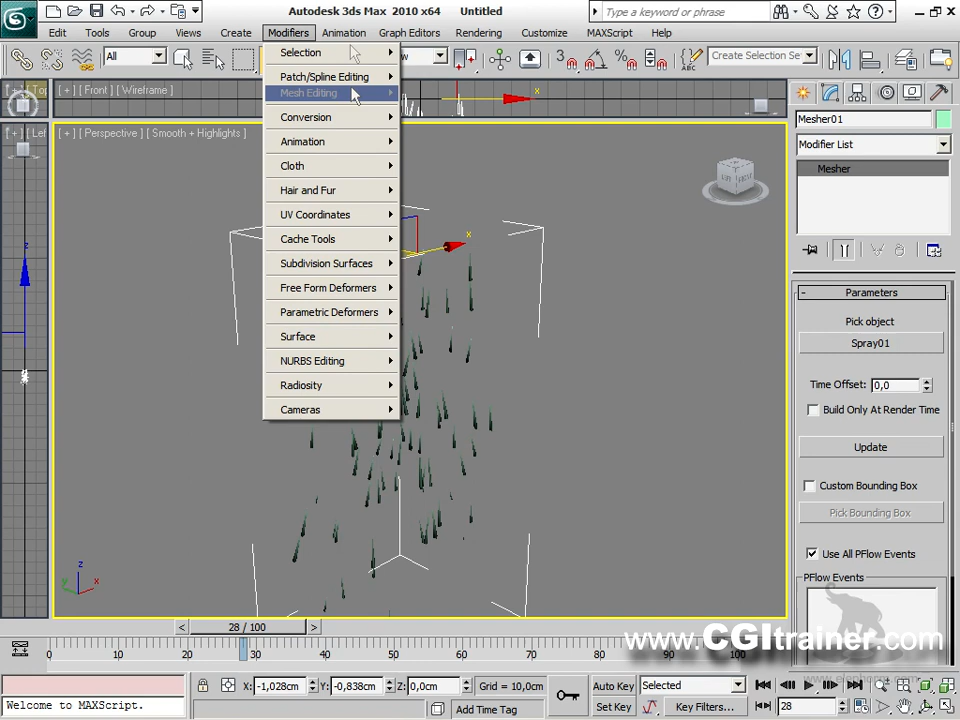 Autodesk 3ds Max 2010 x64 Untitled
Type a keyword or phrase
Edit Tools Group Views Create Modifiers Animation Graph Editors Rendering Customize MAXScript Help
All
Create Selection Se
[ + ] [ Front ] [ Wireframe ]
[ + ] [ Perspective ] [ Smooth + Highlights ]
Selection
Patch/Spline Editing
Mesh Editing
Conversion
Animation
Cloth
Hair and Fur
UV Coordinates
Cache Tools
Subdivision Surfaces
Free Form Deformers
Parametric Deformers
Surface
NURBS Editing
Radiosity
Cameras
x
x
z
z
x
y
Mesher01
Modifier List
Mesher
- Parameters
Pick object
Spray01
Time Offset: 0,0
Build Only At Render Time
Update
Custom Bounding Box
Pick Bounding Box
Use All PFlow Events
PFlow Events
< 28 / 100 >
0 10 20 30 40 50 60 70 80 90 100
www.CGItrainer.com
X: -1,028cm Y: -0,838cm Z: 0,0cm Grid = 10,0cm
Auto Key Selected
Welcome to MAXScript.
Add Time Tag
Set Key Key Filters... 28